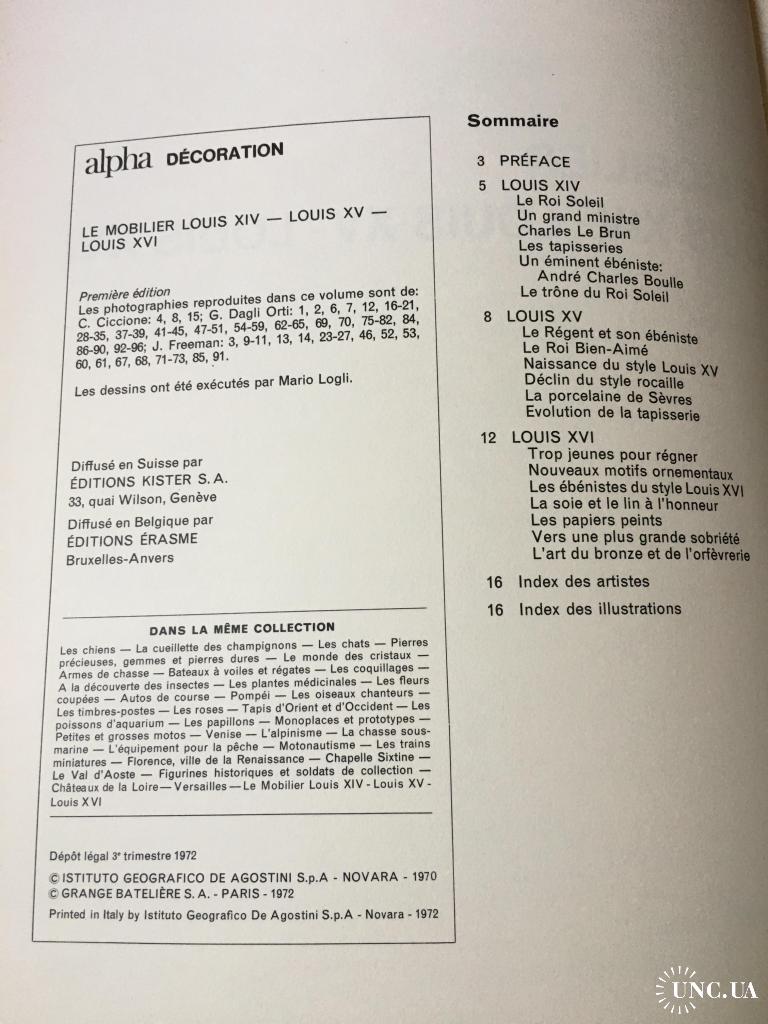 alpha DÉCORATION
LE MOBILIER LOUIS XIV — LOUIS XV —
LOUIS XVI
Première édition
Les photographies reproduites dans ce volume sont de:
C. Ciccione: 4, 8, 15; G. Dagli Orti: 1, 2, 6, 7, 12, 16-21,
28-35, 37-39, 41-45, 47-51, 54-59, 62-65, 69, 70, 75-82, 84,
86-90, 92-96; J. Freeman: 3, 9-11, 13, 14, 23-27, 46, 52, 53,
60, 61, 67, 68, 71-73, 85, 91.
Les dessins ont été exécutés par Mario Logli.
Diffusé en Suisse par
ÉDITIONS KISTER S. A.
33, quai Wilson, Genève
Diffusé en Belgique par
ÉDITIONS ÉRASME
Bruxelles-Anvers
DANS LA MÊME COLLECTION
Les chiens — La cueillette des champignons — Les chats — Pierres
précieuses, gemmes et pierres dures — Le monde des cristaux —
Armes de chasse — Bateaux à voiles et régates — Les coquillages —
A la découverte des insectes — Les plantes médicinales — Les fleurs
coupées — Autos de course — Pompéi — Les oiseaux chanteurs —
Les timbres-postes — Les roses — Tapis d'Orient et d'Occident — Les
poissons d'aquarium — Les papillons — Monoplaces et prototypes —
Petites et grosses motos — Venise — L'alpinisme — La chasse sous-
marine — L'équipement pour la pêche — Motonautisme — Les trains
miniatures — Florence, ville de la Renaissance — Chapelle Sixtine —
Le Val d'Aoste — Figurines historiques et soldats de collection —
Châteaux de la Loire — Versailles — Le Mobilier Louis XIV - Louis XV -
Louis XVI
Dépôt légal 3e trimestre 1972
© ISTITUTO GEOGRAFICO DE AGOSTINI S.p.A - NOVARA - 1970
© GRANGE BATELIÈRE S. A. - PARIS - 1972
Printed in Italy by Istituto Geografico De Agostini S.p.A - Novara - 1972
Sommaire
3 PRÉFACE
5 LOUIS XIV
Le Roi Soleil
Un grand ministre
Charles Le Brun
Les tapisseries
Un éminent ébéniste:
André Charles Boulle
Le trône du Roi Soleil
8 LOUIS XV
Le Régent et son ébéniste
Le Roi Bien-Aimé
Naissance du style Louis XV
Déclin du style rocaille
La porcelaine de Sèvres
Evolution de la tapisserie
12 LOUIS XVI
Trop jeunes pour régner
Nouveaux motifs ornementaux
Les ébénistes du style Louis XVI
La soie et le lin à l'honneur
Les papiers peints
Vers une plus grande sobriété
L'art du bronze et de l'orfèvrerie
16 Index des artistes
16 Index des illustrations
UNC.UA